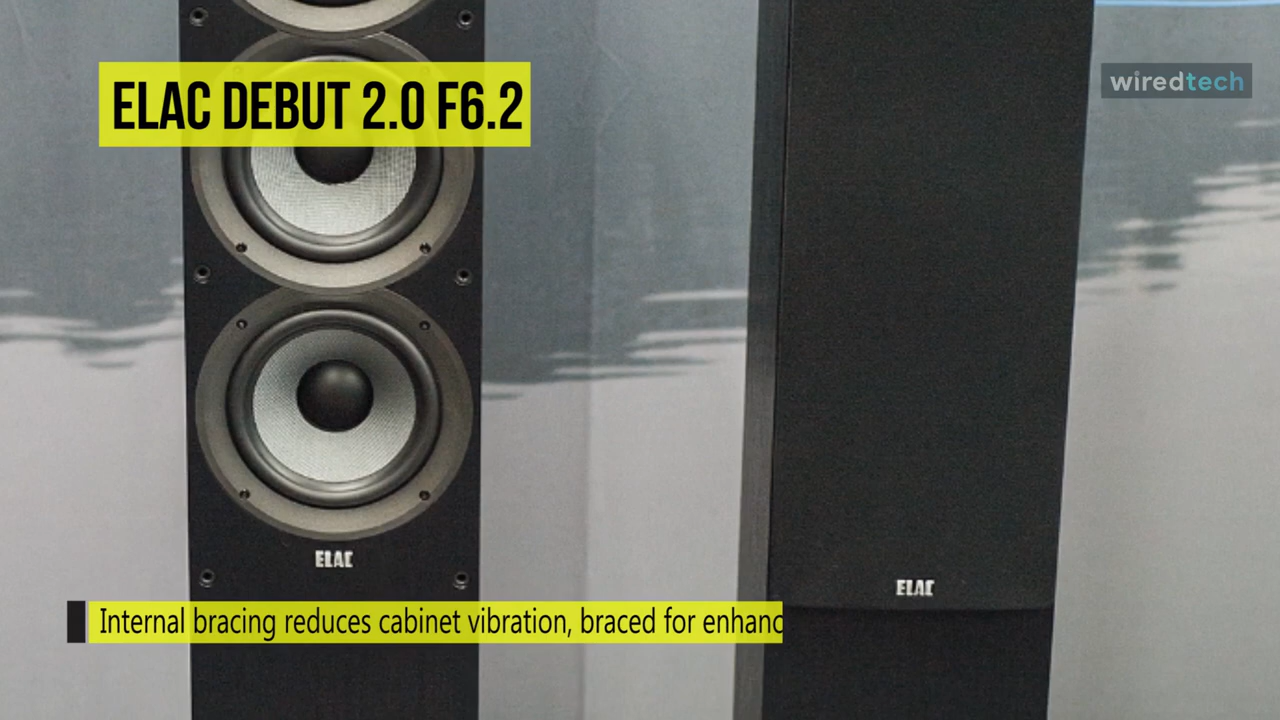 ELAC DEBUT 2.0 F6.2
wiredtech
ELAC
ELAC
Internal bracing reduces cabinet vibration, braced for enhanc